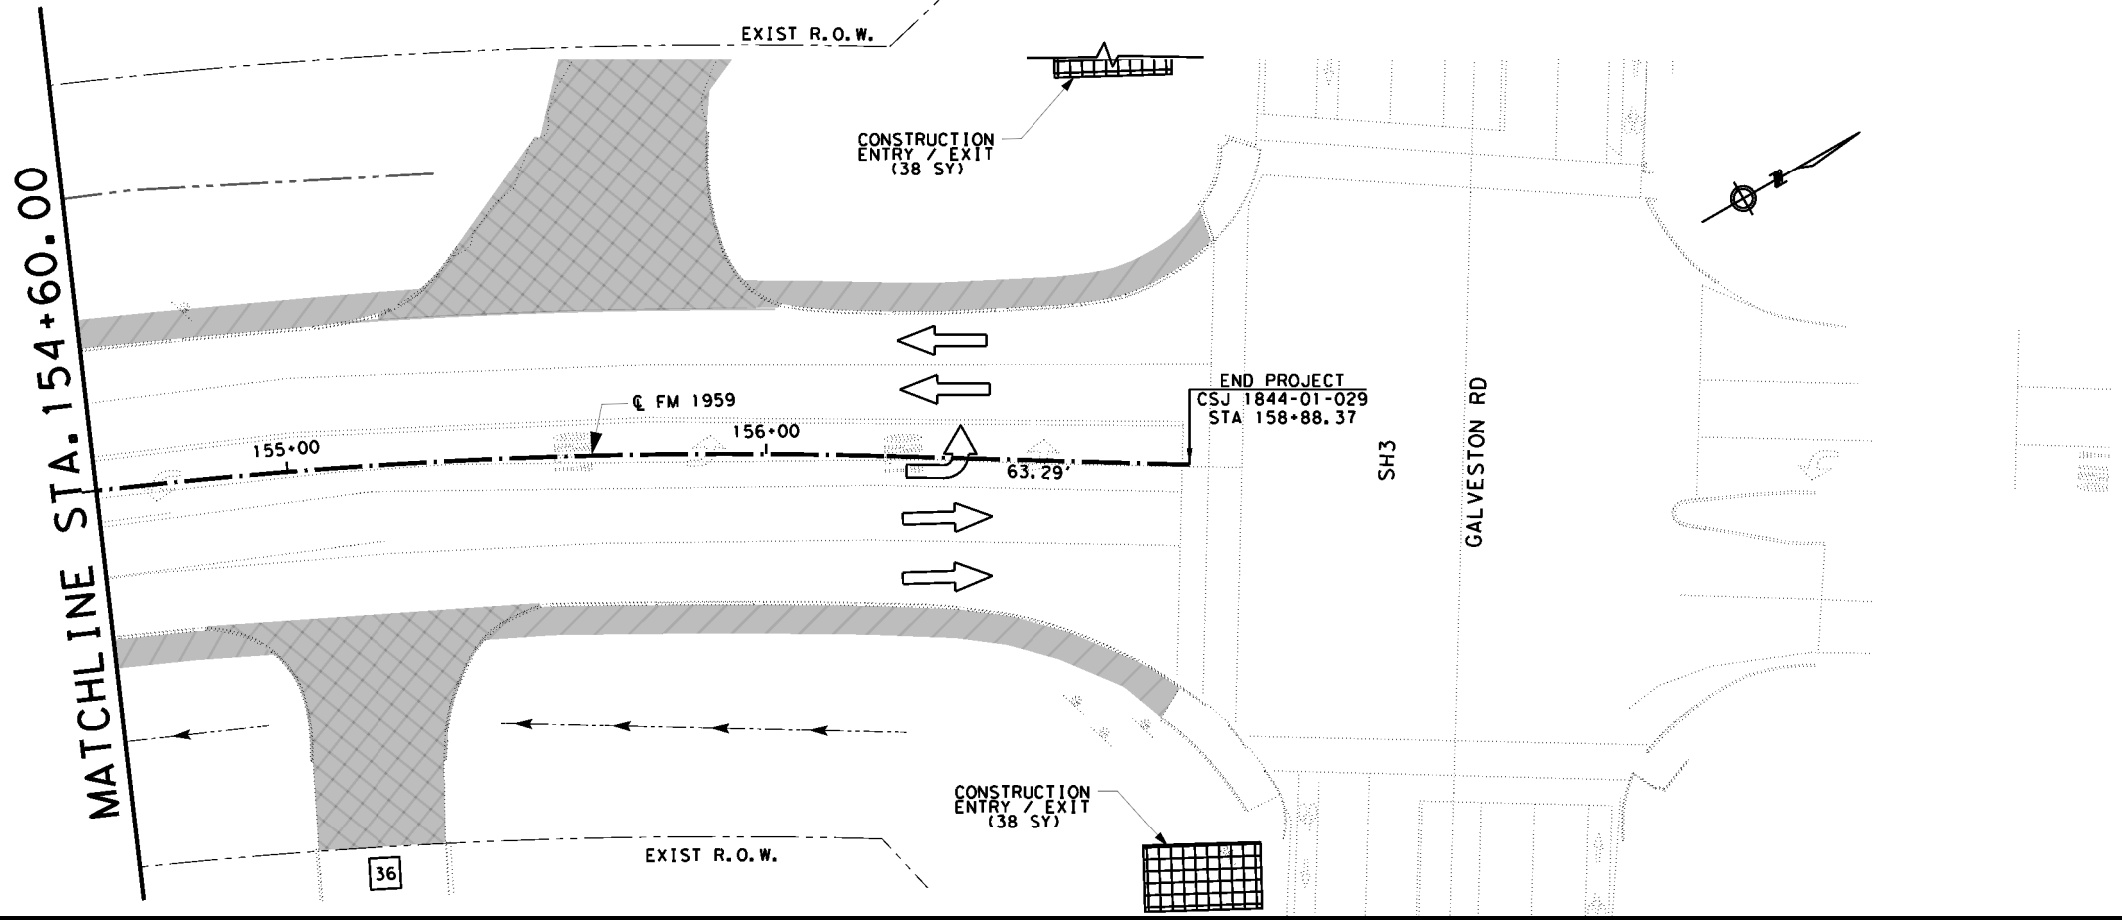 EXIST R.O.W.
CONSTRUCTION
ENTRY / EXIT
(38 SY)
N
MATCHLINE STA. 154+60.00
END PROJECT
CSJ 1844-01-029
STA 158+88.37
℄ FM 1959
155+00
156+00
63.29'
SH3
GALVESTON RD
CONSTRUCTION
ENTRY / EXIT
(38 SY)
EXIST R.O.W.
36